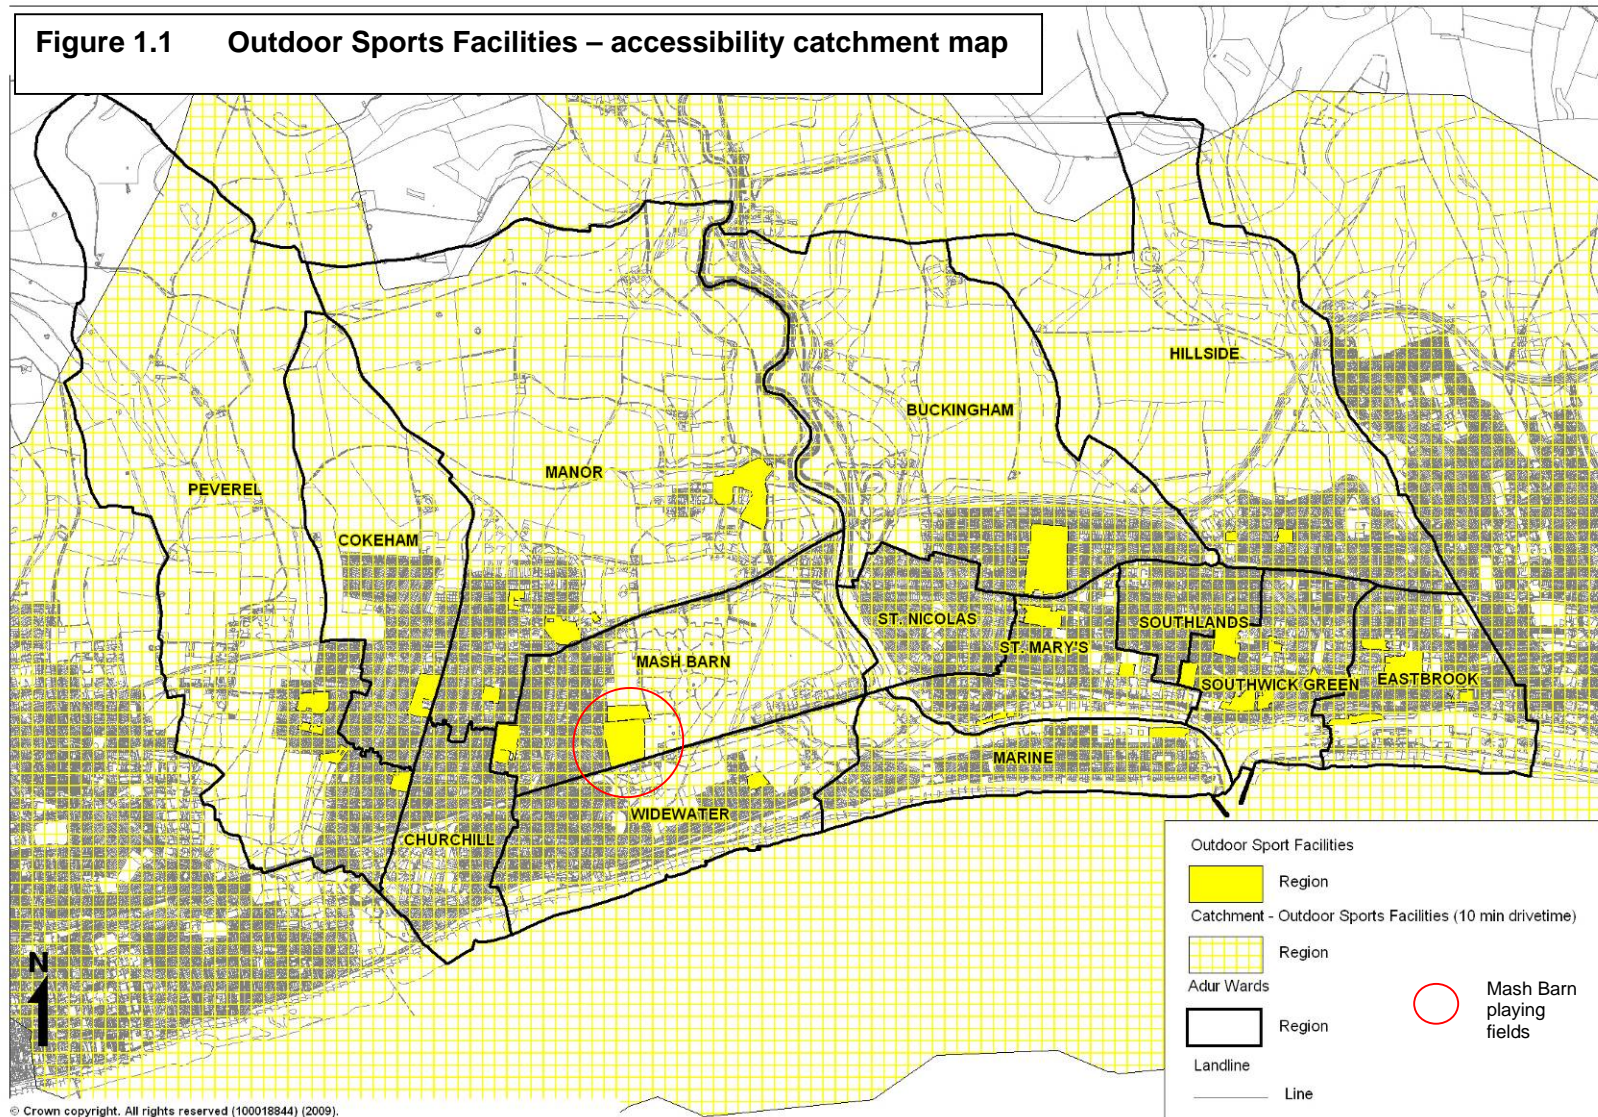 Figure 1.1 Outdoor Sports Facilities – accessibility catchment map
HILLSIDE
BUCKINGHAM
MANOR
PEVEREL
COKEHAM
ST. NICOLAS
SOUTHLANDS
ST. MARY'S
MASH BARN
SOUTHWICK GREEN
EASTBROOK
MARINE
WIDEWATER
CHURCHILL
N
Outdoor Sport Facilities
Region
Catchment - Outdoor Sports Facilities (10 min drivetime)
Region
Adur Wards
Region
Landline
Line
Mash Barn
playing
fields
© Crown copyright. All rights reserved (100018844) (2009).